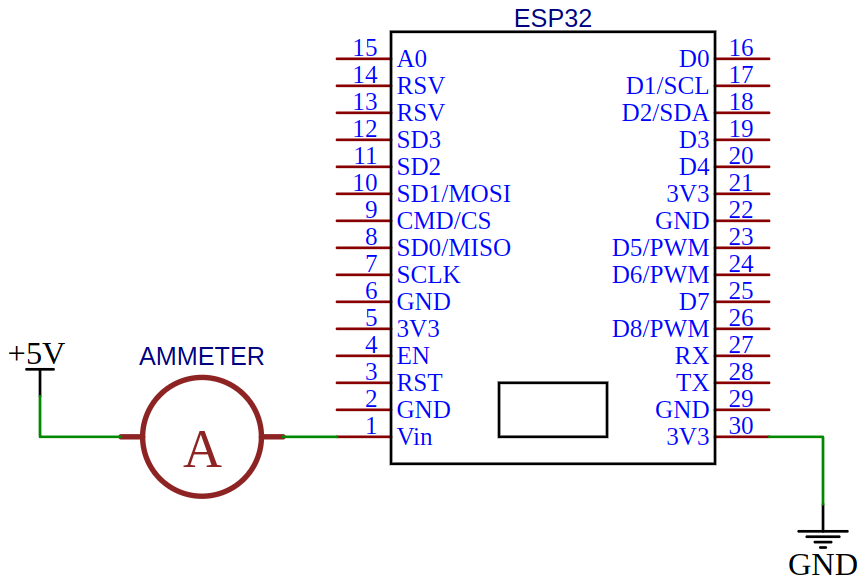 ESP32
15 A0 D0 16
14 RSV D1/SCL 17
13 RSV D2/SDA 18
12 SD3 D3 19
11 SD2 D4 20
10 SD1/MOSI 3V3 21
9 CMD/CS GND 22
8 SD0/MISO D5/PWM 23
7 SCLK D6/PWM 24
6 GND D7 25
5 3V3 D8/PWM 26
4 EN RX 27
3 RST TX 28
2 GND GND 29
1 Vin 3V3 30
+5V
AMMETER
A
GND